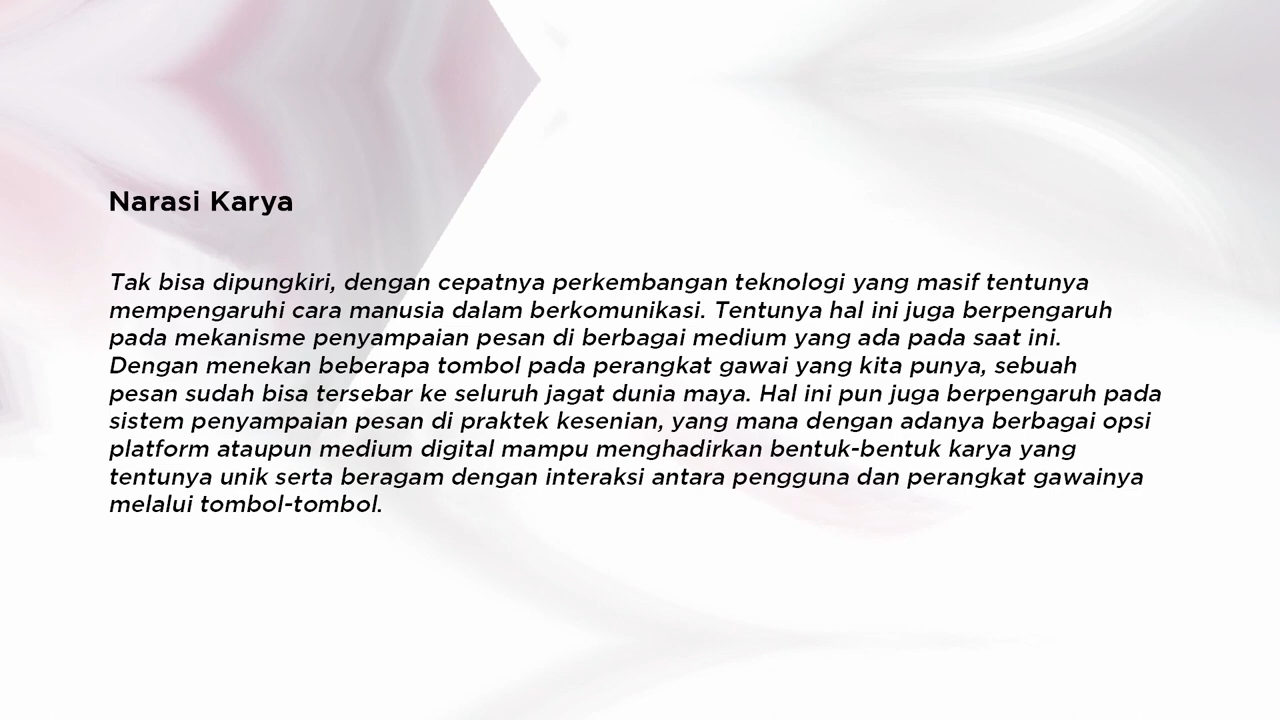 Narasi Karya
Tak bisa dipungkiri, dengan cepatnya perkembangan teknologi yang masif tentunya
mempengaruhi cara manusia dalam berkomunikasi. Tentunya hal ini juga berpengaruh
pada mekanisme penyampaian pesan di berbagai medium yang ada pada saat ini.
Dengan menekan beberapa tombol pada perangkat gawai yang kita punya, sebuah
pesan sudah bisa tersebar ke seluruh jagat dunia maya. Hal ini pun juga berpengaruh pada
sistem penyampaian pesan di praktek kesenian, yang mana dengan adanya berbagai opsi
platform ataupun medium digital mampu menghadirkan bentuk-bentuk karya yang
tentunya unik serta beragam dengan interaksi antara pengguna dan perangkat gawainya
melalui tombol-tombol.